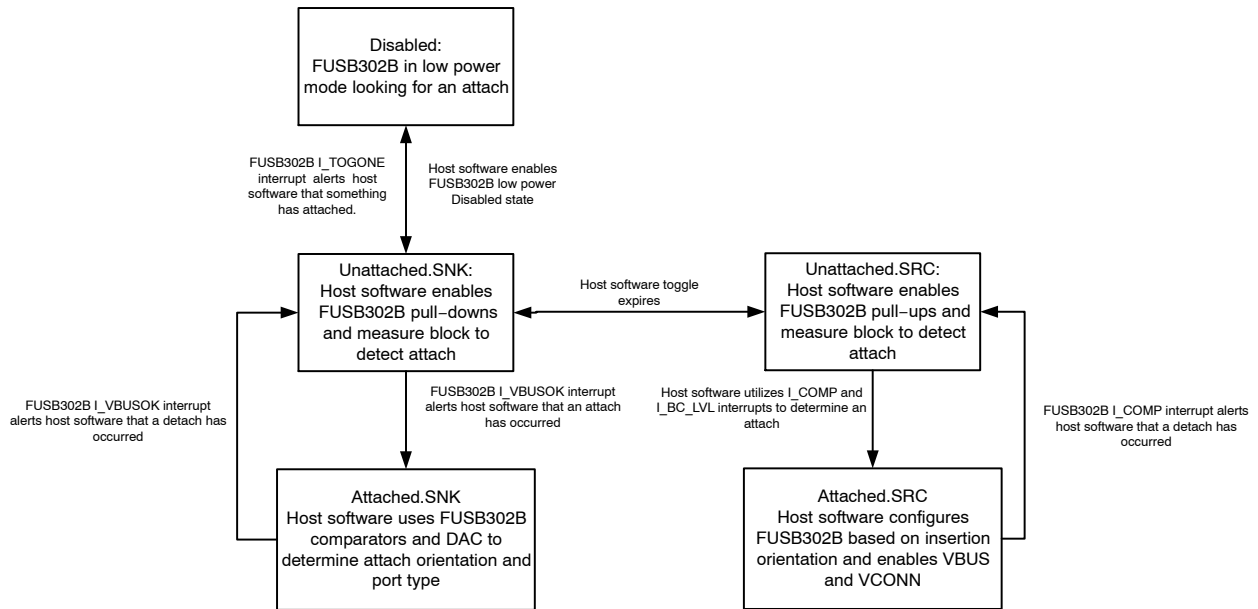 Disabled:
FUSB302B in low power
mode looking for an attach
FUSB302B I_TOGONE
interrupt alerts host
software that something
has attached.
Host software enables
FUSB302B low power
Disabled state
Unattached.SNK:
Host software enables
FUSB302B pull−downs
and measure block to
detect attach
Host software toggle
expires
Unattached.SRC:
Host software enables
FUSB302B pull−ups and
measure block to detect
attach
FUSB302B I_VBUSOK interrupt
alerts host software that a detach has
occurred
FUSB302B I_VBUSOK interrupt
alerts host software that an attach
has occurred
Host software utilizes I_COMP and
I_BC_LVL interrupts to determine an
attach
FUSB302B I_COMP interrupt alerts
host software that a detach has
occurred
Attached.SNK
Host software uses FUSB302B
comparators and DAC to
determine attach orientation and
port type
Attached.SRC
Host software configures
FUSB302B based on insertion
orientation and enables VBUS
and VCONN